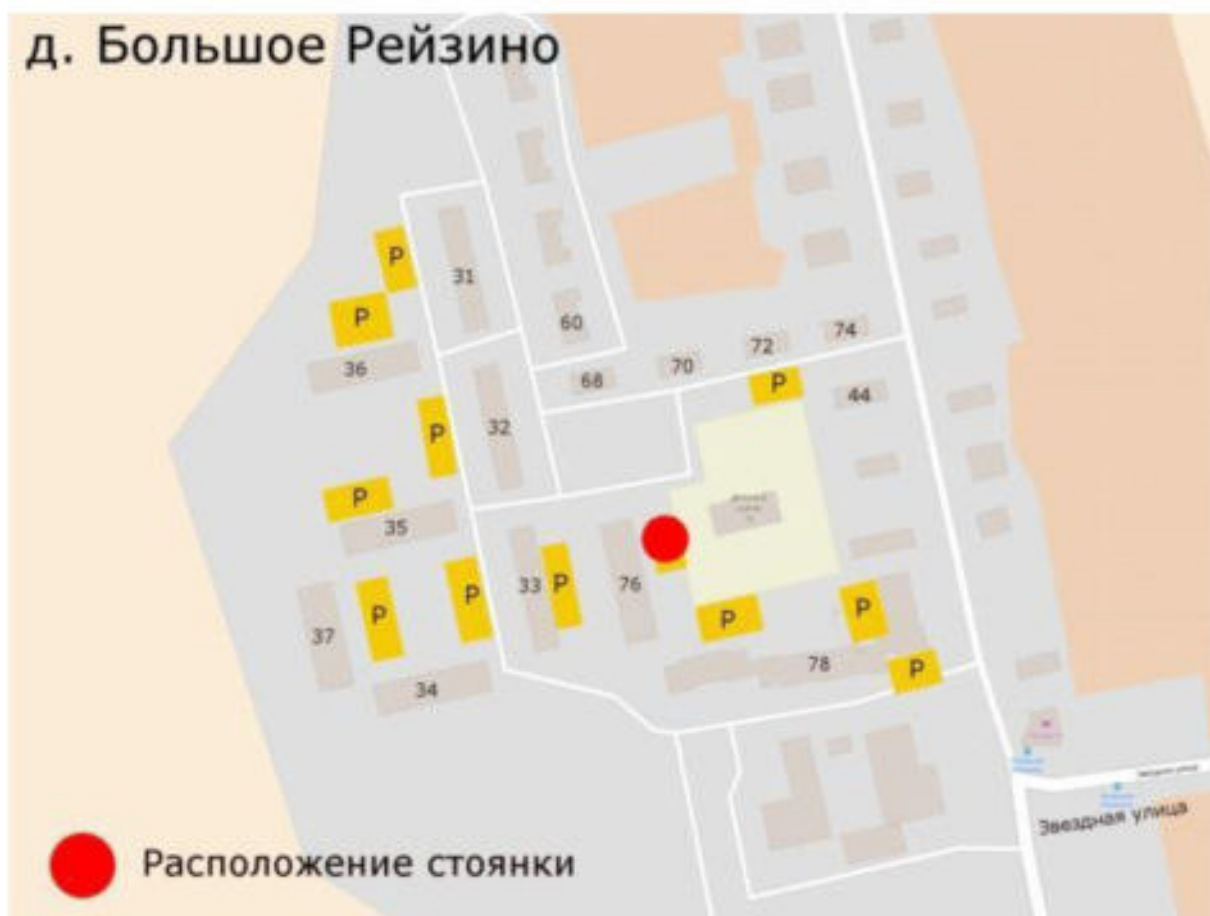 д. Большое Рейзино
Р
31
Р
60
74
72
36
70
68
Р
44
Р
32
Р
35
Р
Р
33
Р
76
Р
Р
37
Р
78
Р
34
Звездная улица
Расположение стоянки